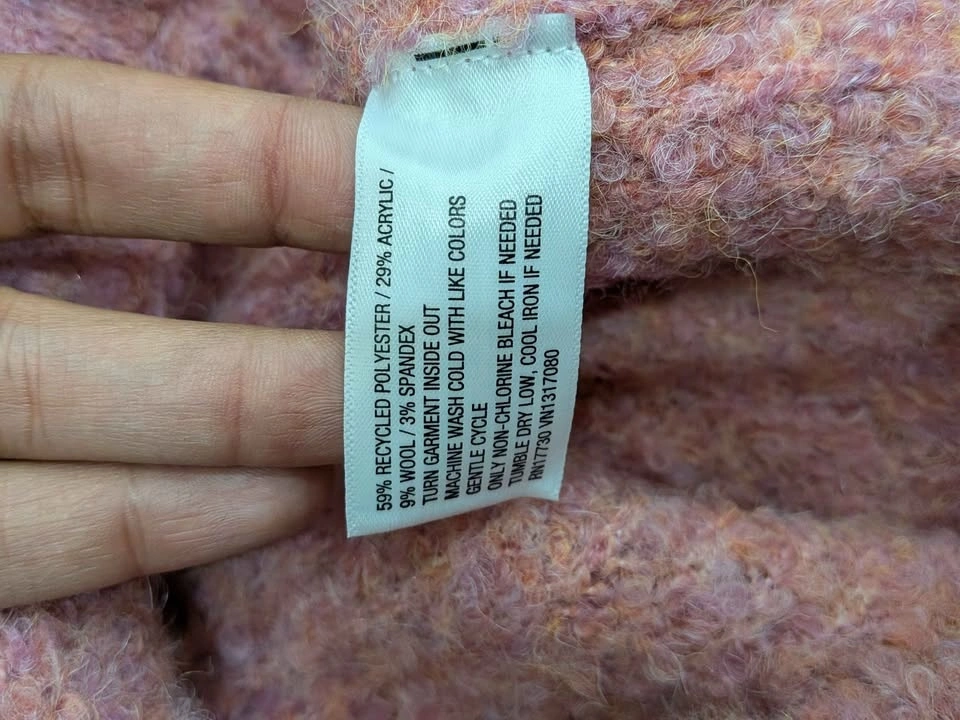 59% RECYCLED POLYESTER / 29% ACRYLIC /
9% WOOL / 3% SPANDEX
TURN GARMENT INSIDE OUT
MACHINE WASH COLD WITH LIKE COLORS
GENTLE CYCLE
ONLY NON-CHLORINE BLEACH IF NEEDED
TUMBLE DRY LOW, COOL IRON IF NEEDED
RN17730 VN1317080